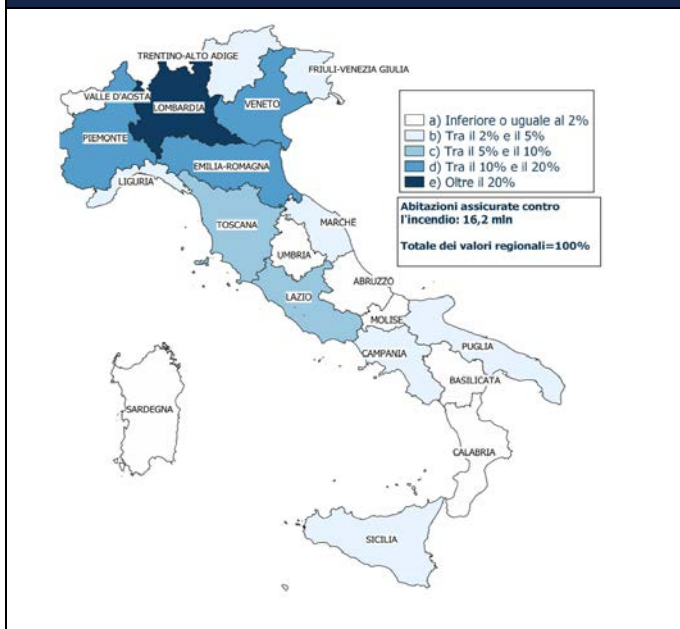 TRENTINO-ALTO ADIGE
FRIULI-VENEZIA GIULIA
VALLE D'AOSTA
LOMBARDIA
VENETO
PIEMONTE
EMILIA-ROMAGNA
LIGURIA
TOSCANA
MARCHE
UMBRIA
LAZIO
ABRUZZO
MOLISE
CAMPANIA
PUGLIA
BASILICATA
SARDEGNA
CALABRIA
SICILIA
a) Inferiore o uguale al 2%
b) Tra il 2% e il 5%
c) Tra il 5% e il 10%
d) Tra il 10% e il 20%
e) Oltre il 20%
Abitazioni assicurate contro
l'incendio: 16,2 mln
Totale dei valori regionali=100%